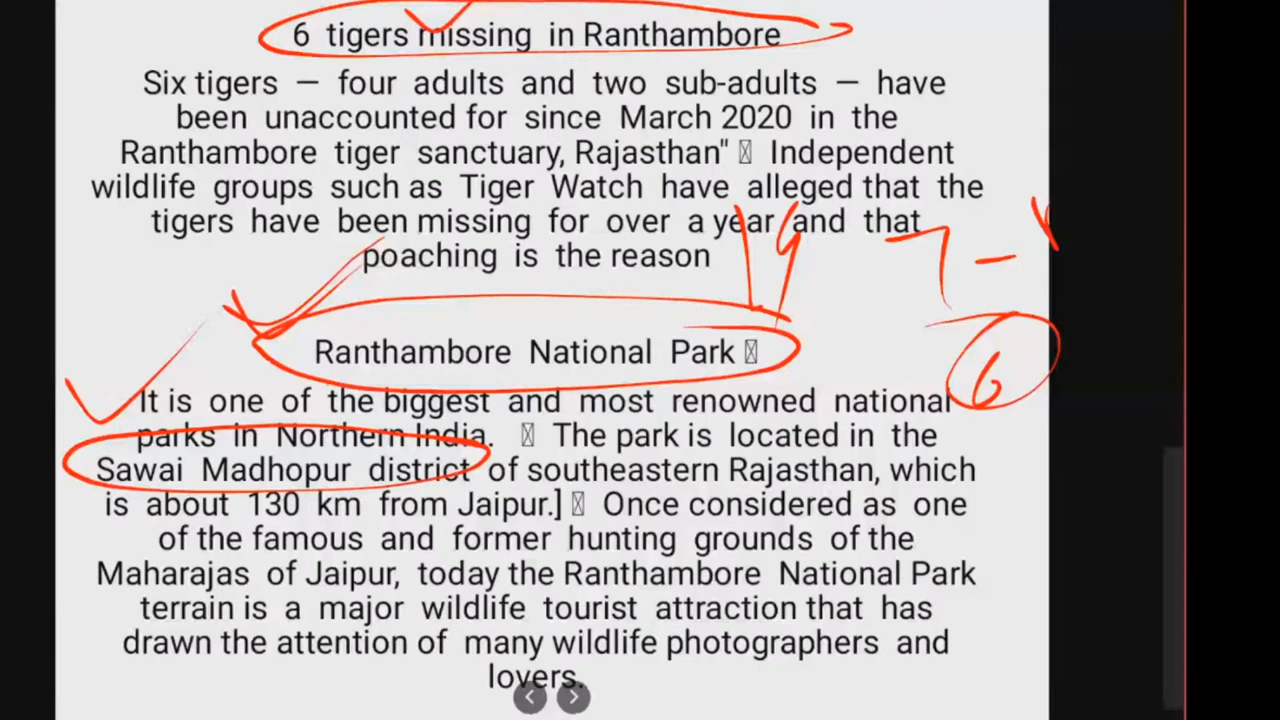 6 tigers missing in Ranthambore
Six tigers — four adults and two sub-adults — have
been unaccounted for since March 2020 in the
Ranthambore tiger sanctuary, Rajasthan" Independent
wildlife groups such as Tiger Watch have alleged that the
tigers have been missing for over a year and that
poaching is the reason
Ranthambore National Park
It is one of the biggest and most renowned national
parks in Northern India. The park is located in the
Sawai Madhopur district of southeastern Rajasthan, which
is about 130 km from Jaipur.] Once considered as one
of the famous and former hunting grounds of the
Maharajas of Jaipur, today the Ranthambore National Park
terrain is a major wildlife tourist attraction that has
drawn the attention of many wildlife photographers and
lovers.
6